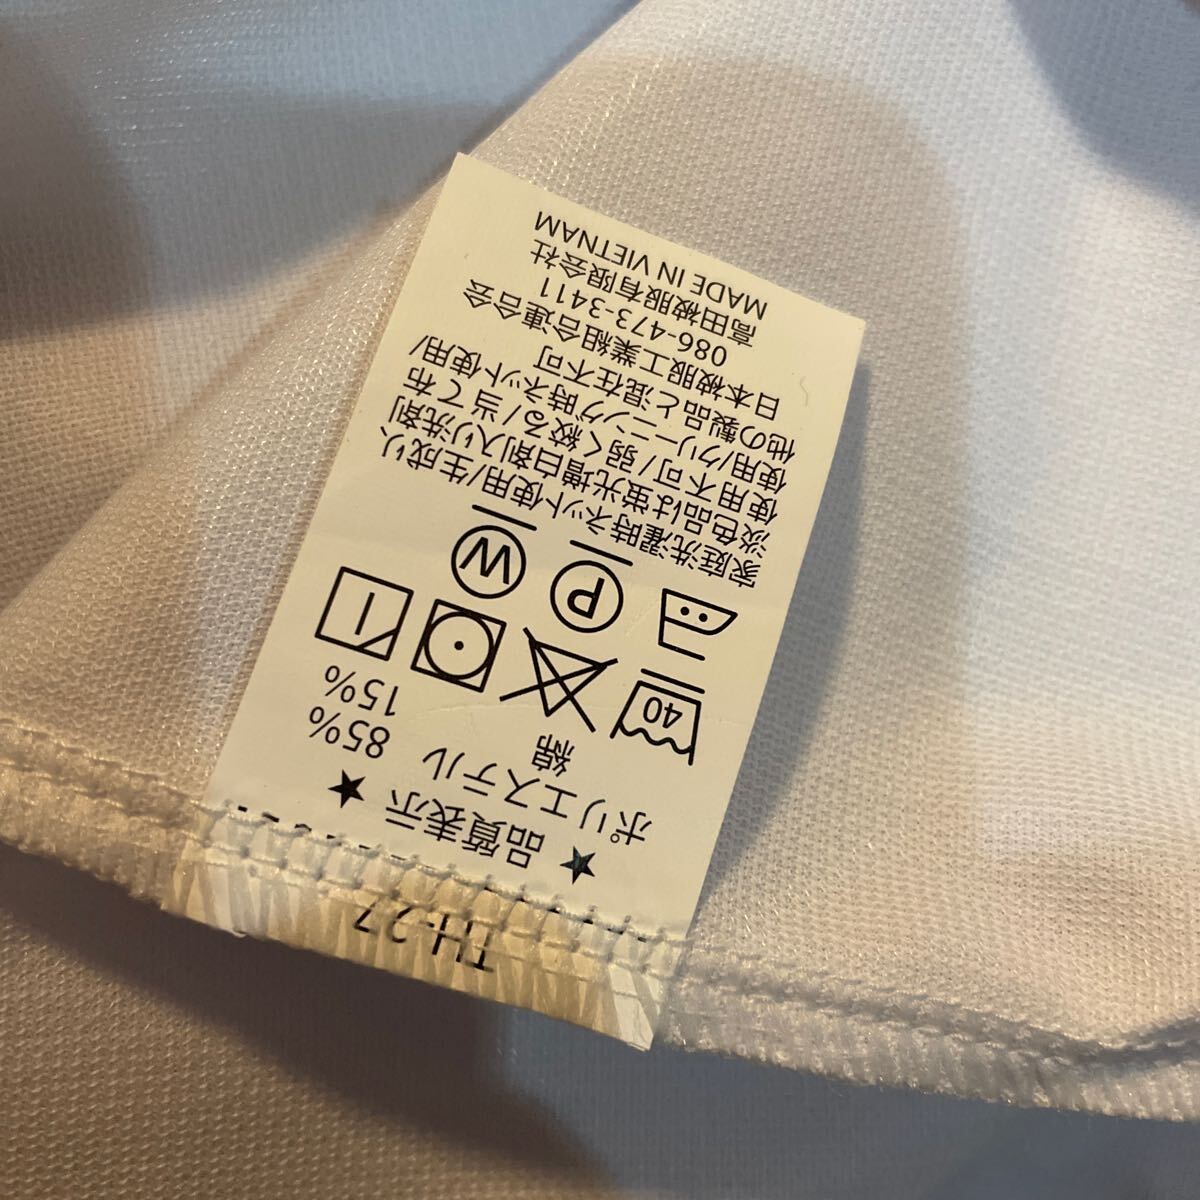 TH-27
★ 品質表示 ★
ポリエステル 85%
綿 15%
40
P W
家庭洗濯時ネット使用/生成り、
淡色品は蛍光増白剤入り洗剤
使用不可/弱く絞る/当て布
使用/クリーニング時ネット使用/
他の製品と混在不可
日本被服工業組合連合会
086-473-3411
高田被服有限会社
MADE IN VIETNAM